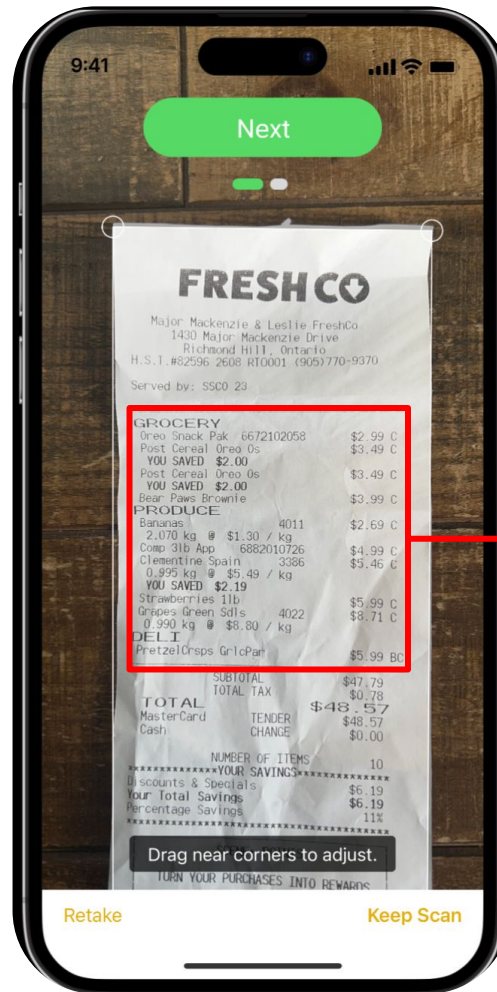 9:41
Next
FRESHCO
Major Mackenzie & Leslie FreshCo
1430 Major Mackenzie Drive
Richmond Hill, Ontario
H.S.T.#82596 2608 RT0001 (905)770-9370
Served by: SSCO 23
GROCERY
Oreo Snack Pak 6672102058 $2.99 C
Post Cereal Oreo Os $3.49 C
YOU SAVED $2.00
Post Cereal Oreo Os $3.49 C
YOU SAVED $2.00
Bear Paws Brownie $3.99 C
PRODUCE
Bananas 4011 $2.69 C
2.070 kg @ $1.30 / kg
Comp 3lb App 6882010726 $4.99 C
Clementine Spain 3386 $5.46 C
0.995 kg @ $5.49 / kg
YOU SAVED $2.19
Strawberries 1lb $5.99 C
Grapes Green Sdls 4022 $8.71 C
0.990 kg @ $8.80 / kg
DELI
PretzelCrsps GrlcPar $5.99 BC
SUBTOTAL $47.79
TOTAL TAX $0.78
TOTAL $48.57
MasterCard TENDER $48.57
Cash CHANGE $0.00
NUMBER OF ITEMS 10
**************YOUR SAVINGS**************
Discounts & Specials $6.19
Your Total Savings $6.19
Percentage Savings 11%
Drag near corners to adjust.
TURN YOUR PURCHASES INTO REWARDS
Retake
Keep Scan